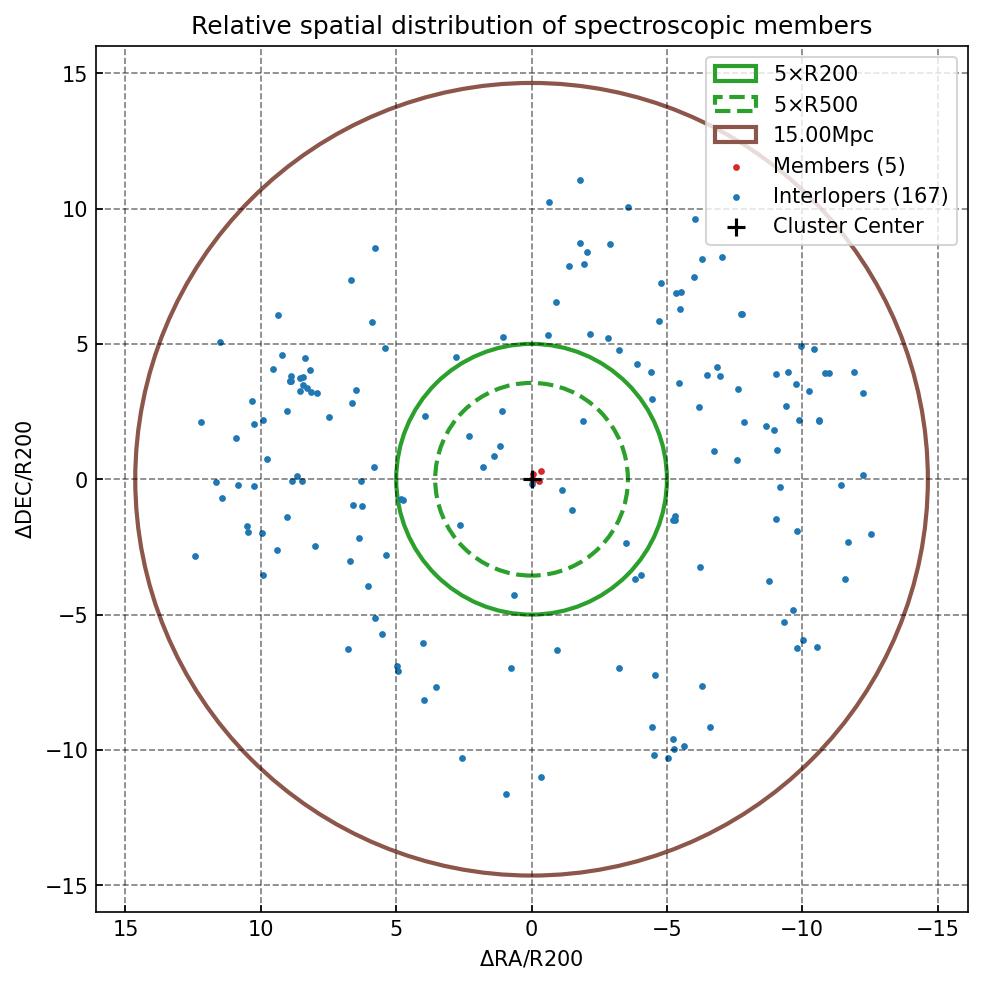 Relative spatial distribution of spectroscopic members
5×R200
5×R500
15.00Mpc
Members (5)
Interlopers (167)
Cluster Center
15
10
5
0
−5
−10
−15
ΔDEC/R200
15
10
5
0
−5
−10
−15
ΔRA/R200